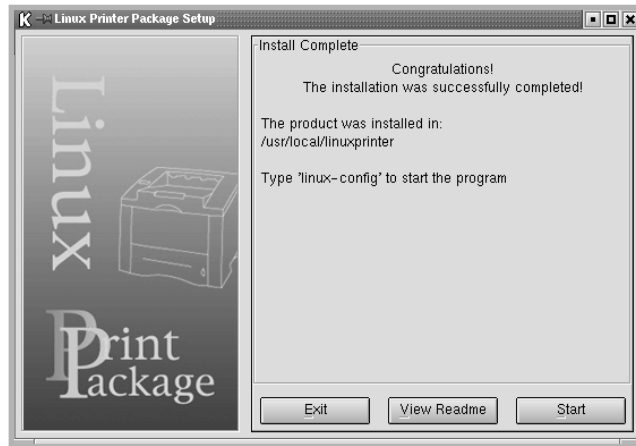 Linux Printer Package Setup
Linux
Print
Package
Install Complete
Congratulations!
The installation was successfully completed!
The product was installed in:
/usr/local/linuxprinter
Type 'linux-config' to start the program
Exit
View Readme
Start